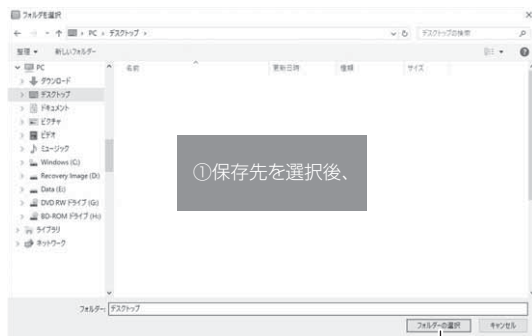 フォルダを選択
PC › デスクトップ ›
デスクトップの検索
整理 ▾ 新しいフォルダー
名前 更新日時 種類 サイズ
PC
ダウンロード
デスクトップ
ドキュメント
ピクチャ
ビデオ
ミュージック
Windows (C:)
Recovery Image (D:)
Data (E:)
DVD RW ドライブ (G:)
BD-ROM ドライブ (H:)
ライブラリ
ネットワーク
①保存先を選択後、
フォルダー: デスクトップ
フォルダーの選択 キャンセル